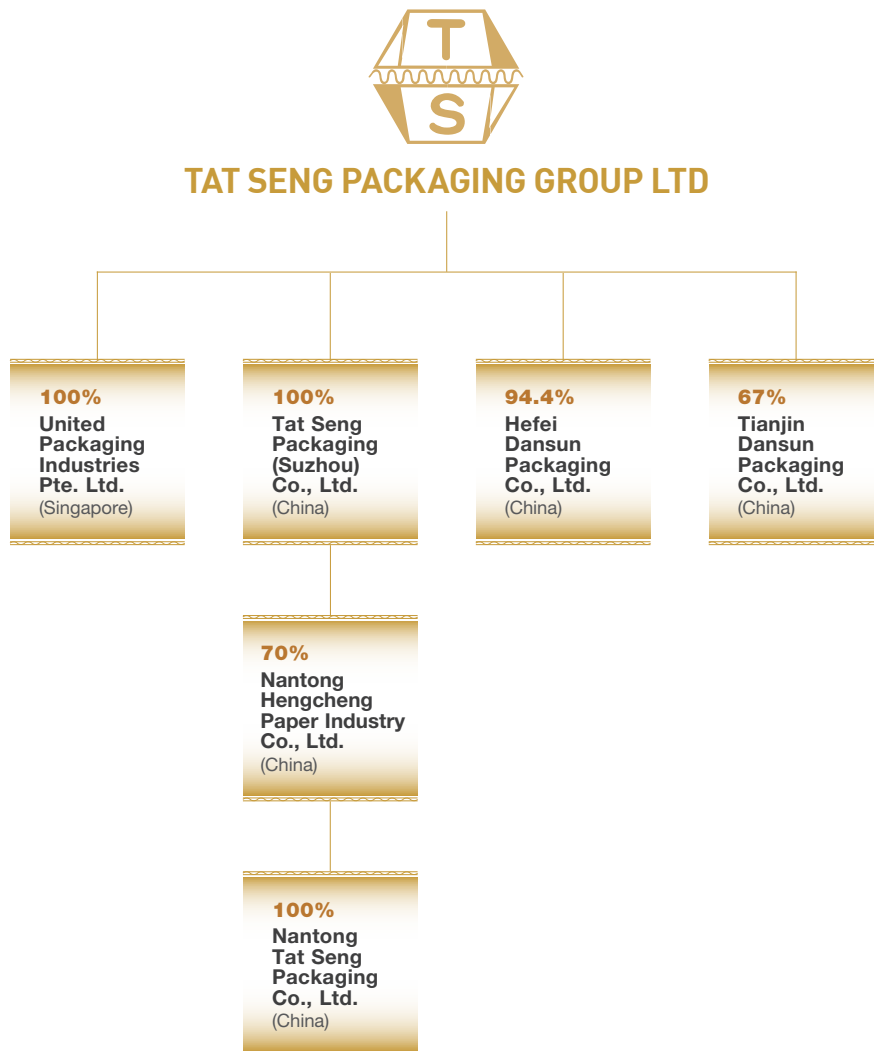 T
S
TAT SENG PACKAGING GROUP LTD
100%
United
Packaging
Industries
Pte. Ltd.
(Singapore)
100%
Tat Seng
Packaging
(Suzhou)
Co., Ltd.
(China)
94.4%
Hefei
Dansun
Packaging
Co., Ltd.
(China)
67%
Tianjin
Dansun
Packaging
Co., Ltd.
(China)
70%
Nantong
Hengcheng
Paper Industry
Co., Ltd.
(China)
100%
Nantong
Tat Seng
Packaging
Co., Ltd.
(China)